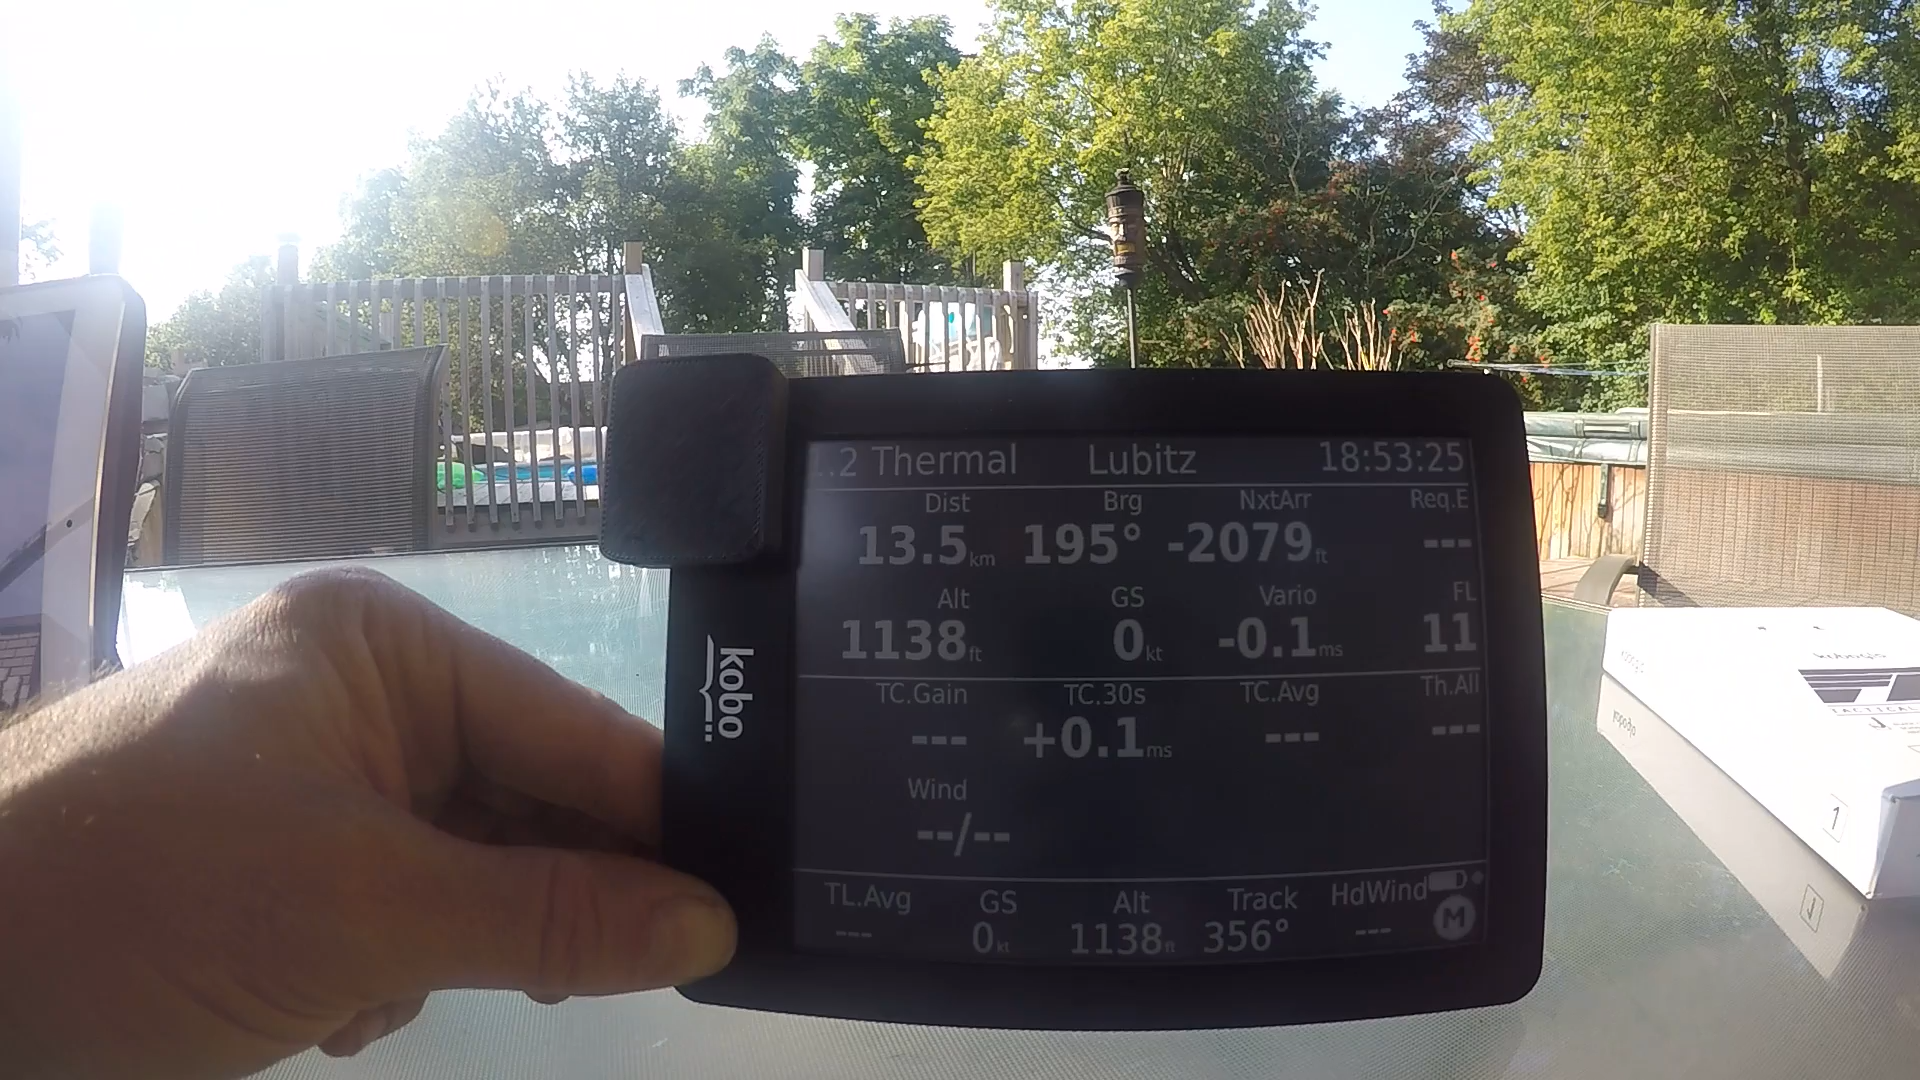 .2 Thermal Lubitz 18:53:25
Dist Brg NxtArr Req.E
13.5km 195° -2079ft ---
Alt GS Vario FL
1138ft 0kt -0.1ms 11
TC.Gain TC.30s TC.Avg Th.All
--- +0.1ms --- ---
Wind
--/--
TL.Avg GS Alt Track HdWind
--- 0kt 1138ft 356° ---
M
kobo
TACTICAL
1